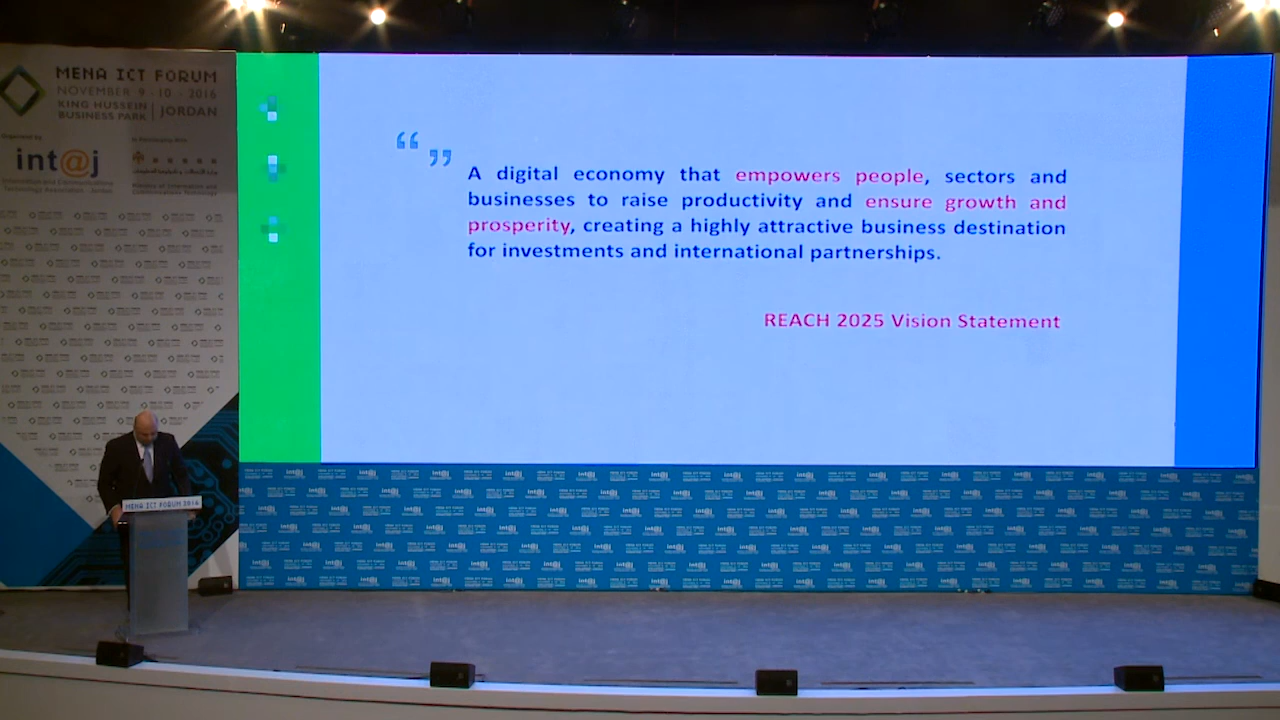 MENA ICT FORUM
NOVEMBER 9-10-2016
KING HUSSEIN
BUSINESS PARK | JORDAN
int@j
“ ”
A digital economy that empowers people, sectors and
businesses to raise productivity and ensure growth and
prosperity, creating a highly attractive business destination
for investments and international partnerships.
REACH 2025 Vision Statement
MENA ICT FORUM 2016